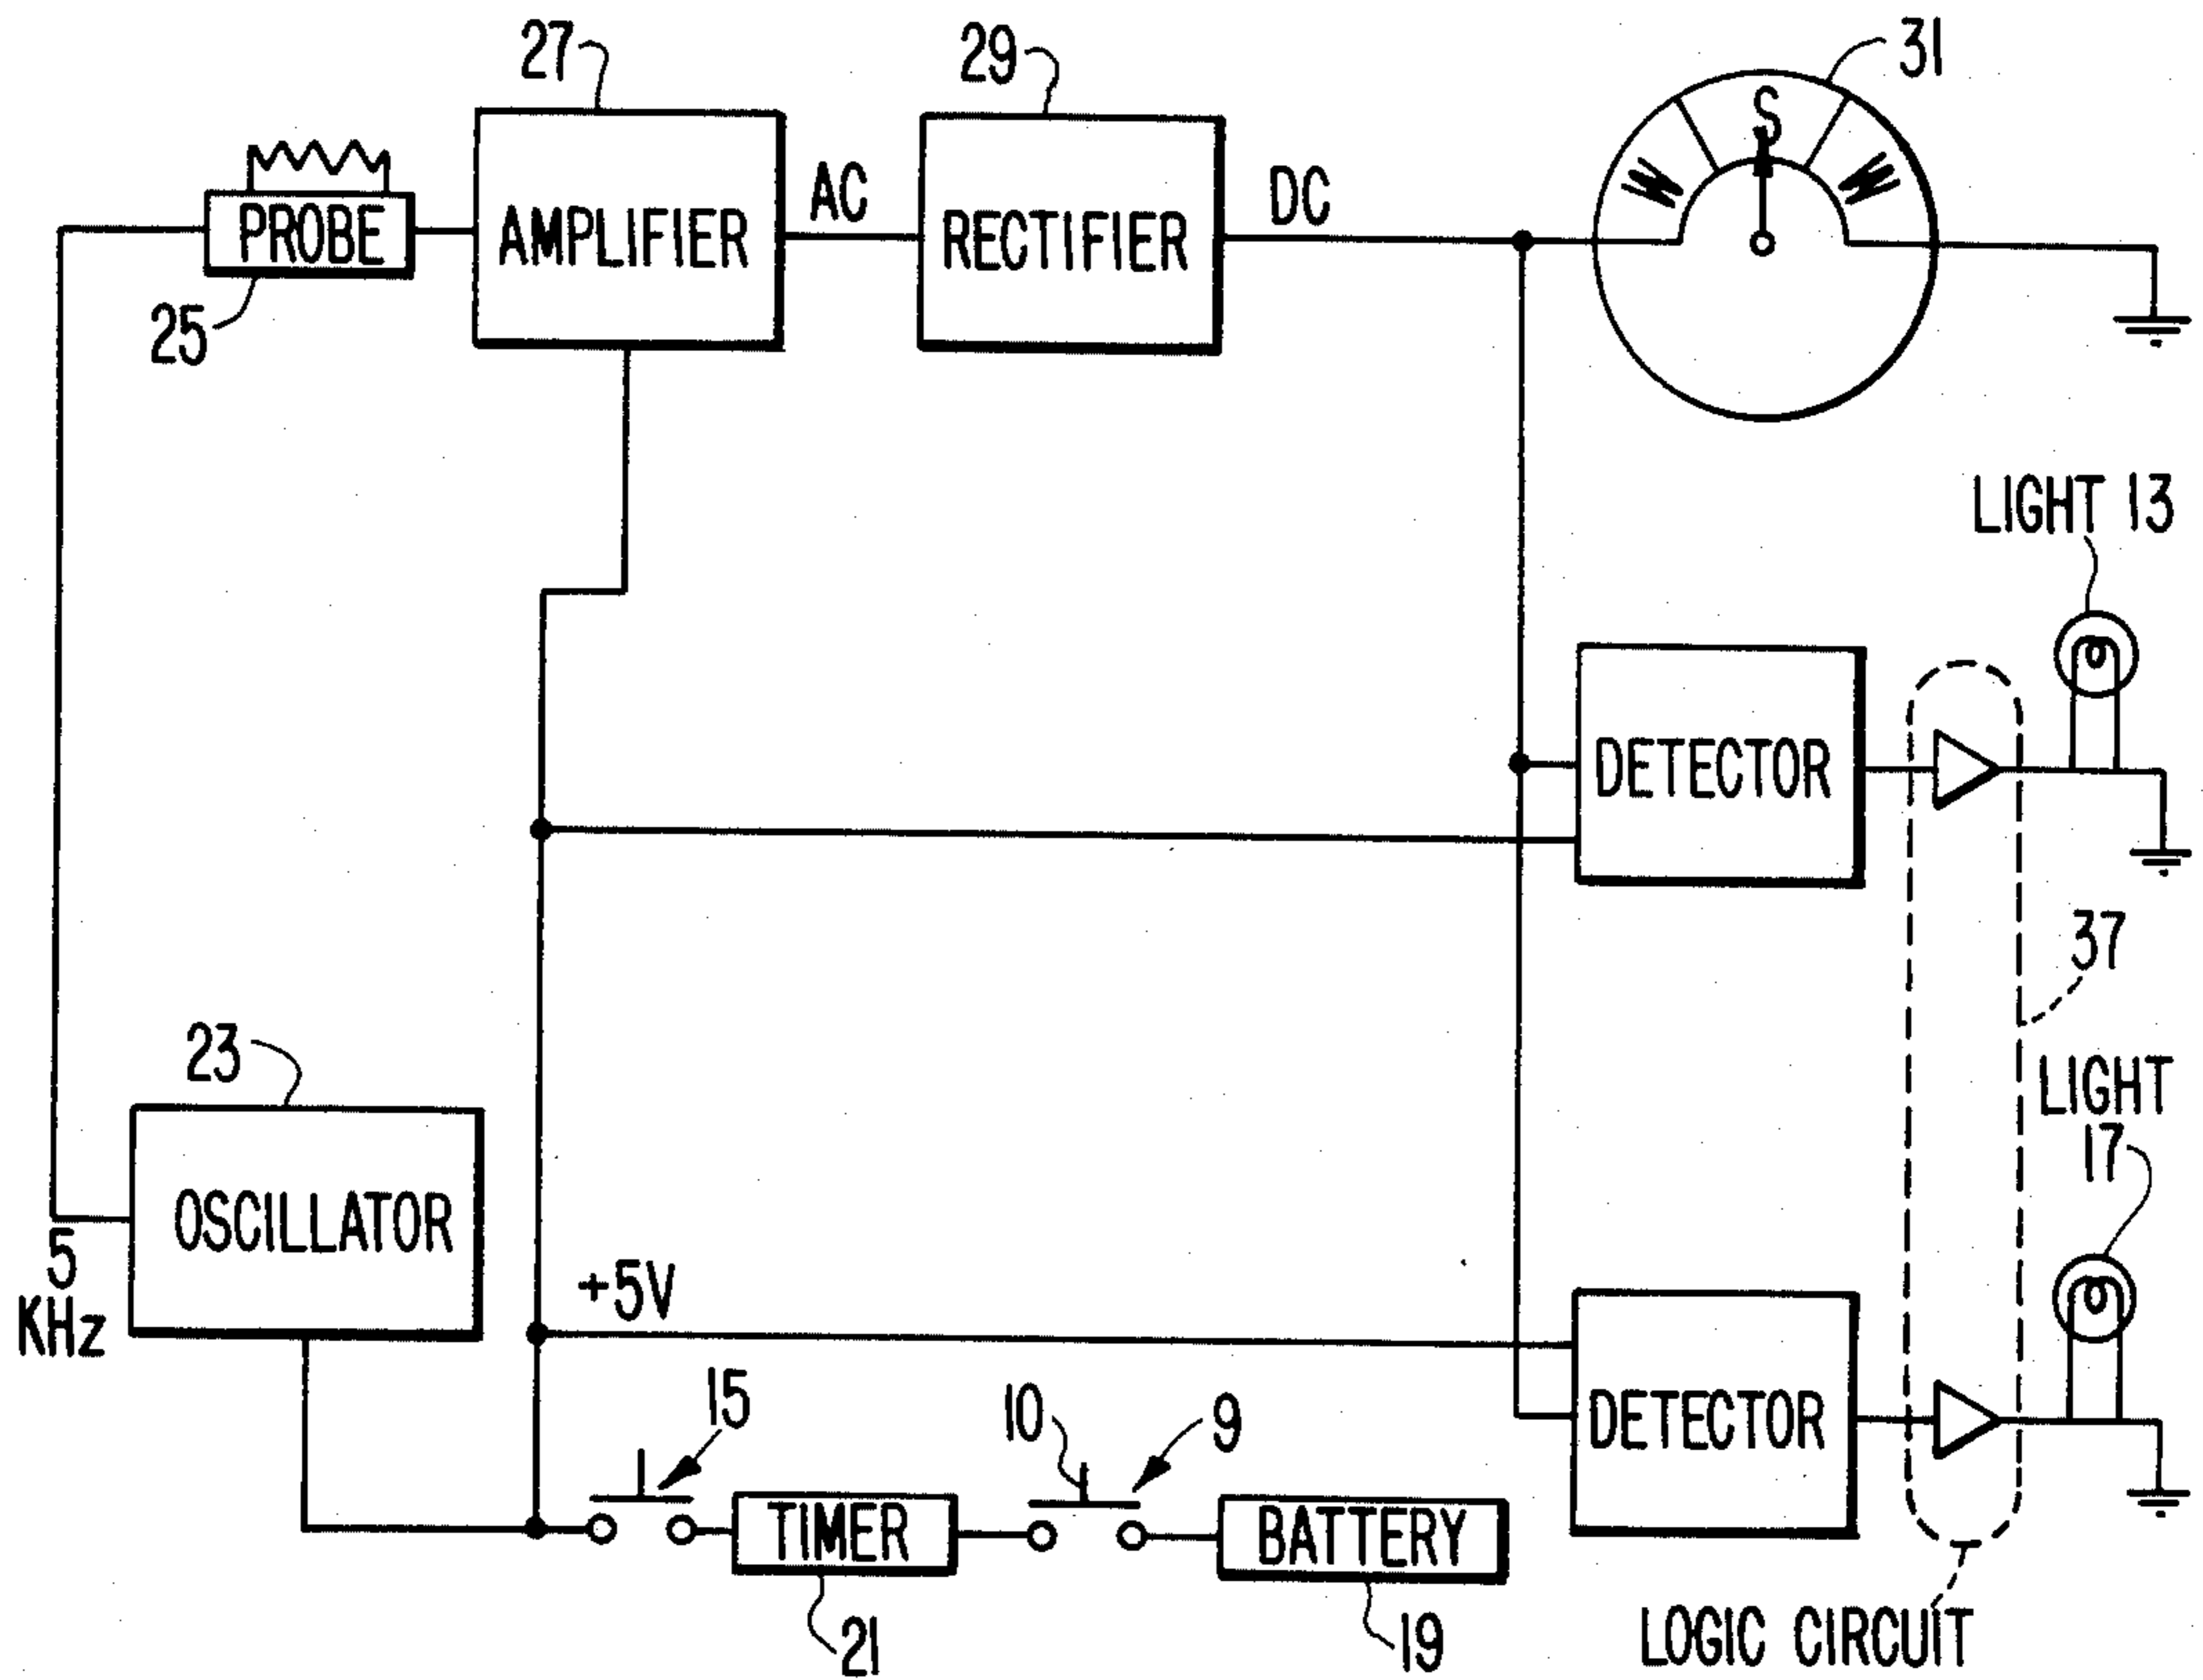 27
29
31
S
W
W
AC
DC
PROBE
AMPLIFIER
RECTIFIER
25
LIGHT 13
DETECTOR
37
23
LIGHT
17
OSCILLATOR
5
KHz
+5V
15
10
9
DETECTOR
TIMER
BATTERY
21
19
LOGIC CIRCUIT